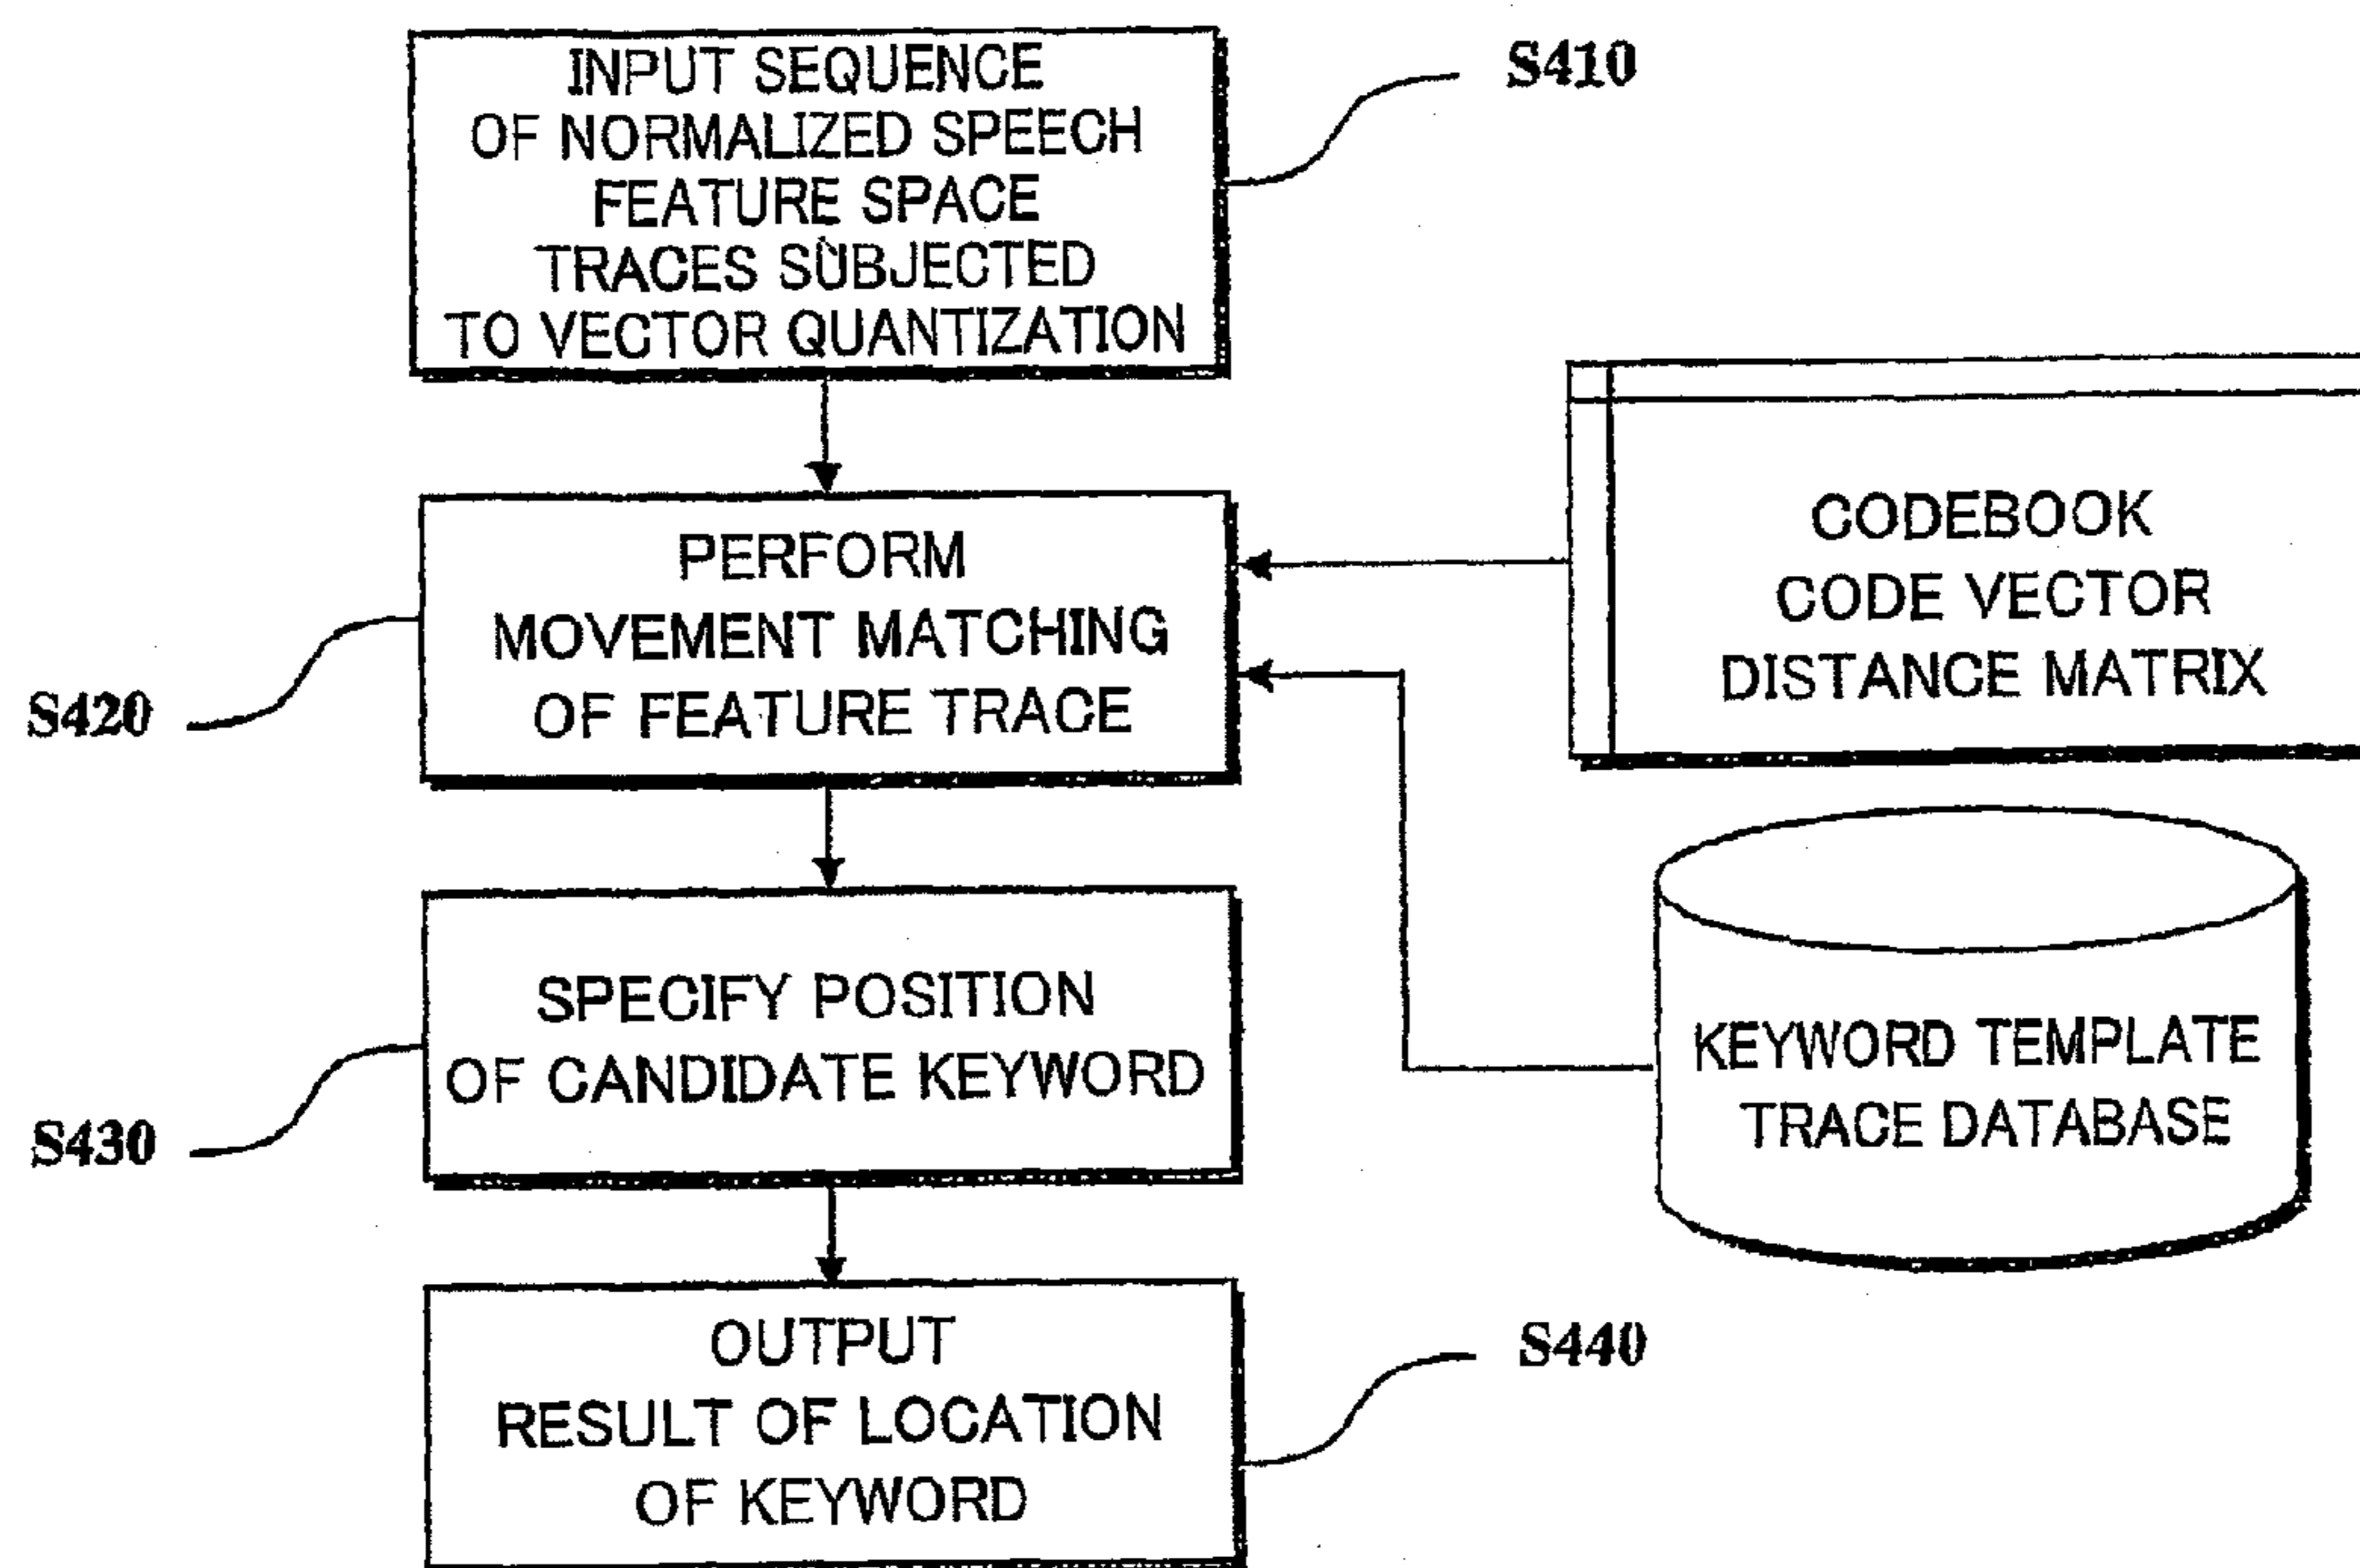 INPUT SEQUENCE
OF NORMALIZED SPEECH
FEATURE SPACE
TRACES SUBJECTED
TO VECTOR QUANTIZATION
S410
PERFORM
MOVEMENT MATCHING
OF FEATURE TRACE
S420
CODEBOOK
CODE VECTOR
DISTANCE MATRIX
SPECIFY POSITION
OF CANDIDATE KEYWORD
S430
KEYWORD TEMPLATE
TRACE DATABASE
OUTPUT
RESULT OF LOCATION
OF KEYWORD
S440